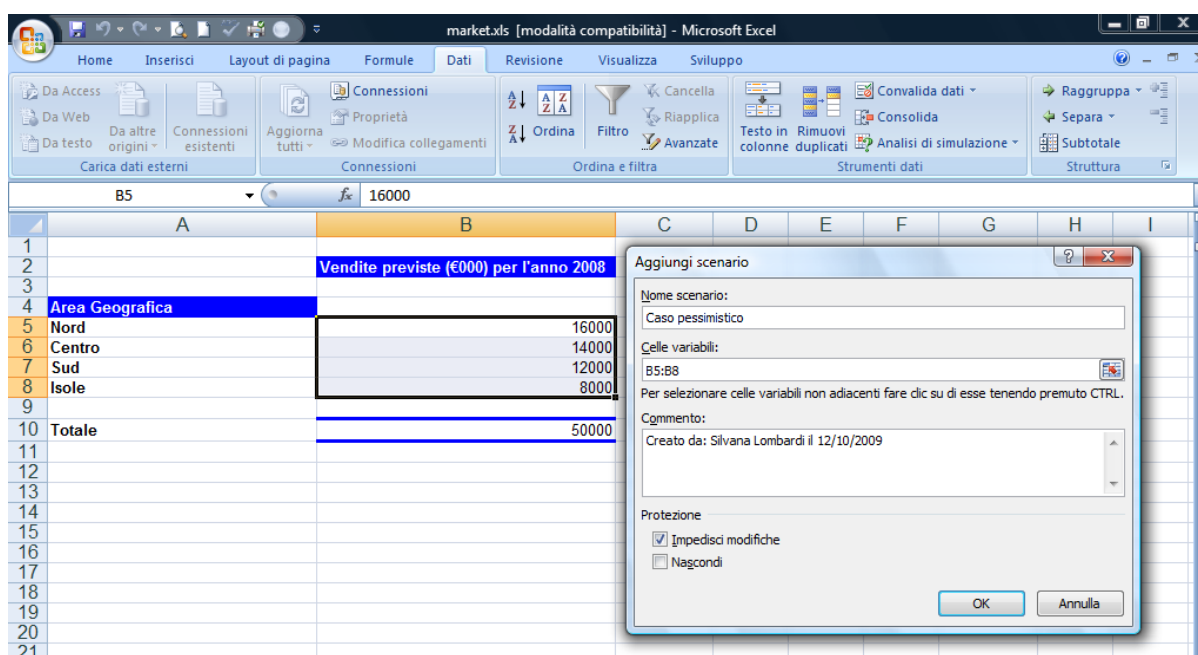 market.xls [modalità compatibilità] - Microsoft Excel
Home Inserisci Layout di pagina Formule Dati Revisione Visualizza Sviluppo
Da Access
Da Web
Da testo
Da altre origini
Connessioni esistenti
Carica dati esterni
Aggiorna tutti
Connessioni
Proprietà
Modifica collegamenti
Connessioni
Ordina
Filtro
Cancella
Riapplica
Avanzate
Ordina e filtra
Testo in colonne
Rimuovi duplicati
Convalida dati
Consolida
Analisi di simulazione
Strumenti dati
Raggruppa
Separa
Subtotale
Struttura
B5 fx 16000
A B C D E F G H I
1
2 Vendite previste (€000) per l'anno 2008
3
4 Area Geografica
5 Nord 16000
6 Centro 14000
7 Sud 12000
8 Isole 8000
9
10 Totale 50000
11
12
13
14
15
16
17
18
19
20
21
Aggiungi scenario
Nome scenario:
Caso pessimistico
Celle variabili:
B5:B8
Per selezionare celle variabili non adiacenti fare clic su di esse tenendo premuto CTRL.
Commento:
Creato da: Silvana Lombardi il 12/10/2009
Protezione
Impedisci modifiche
Nascondi
OK Annulla